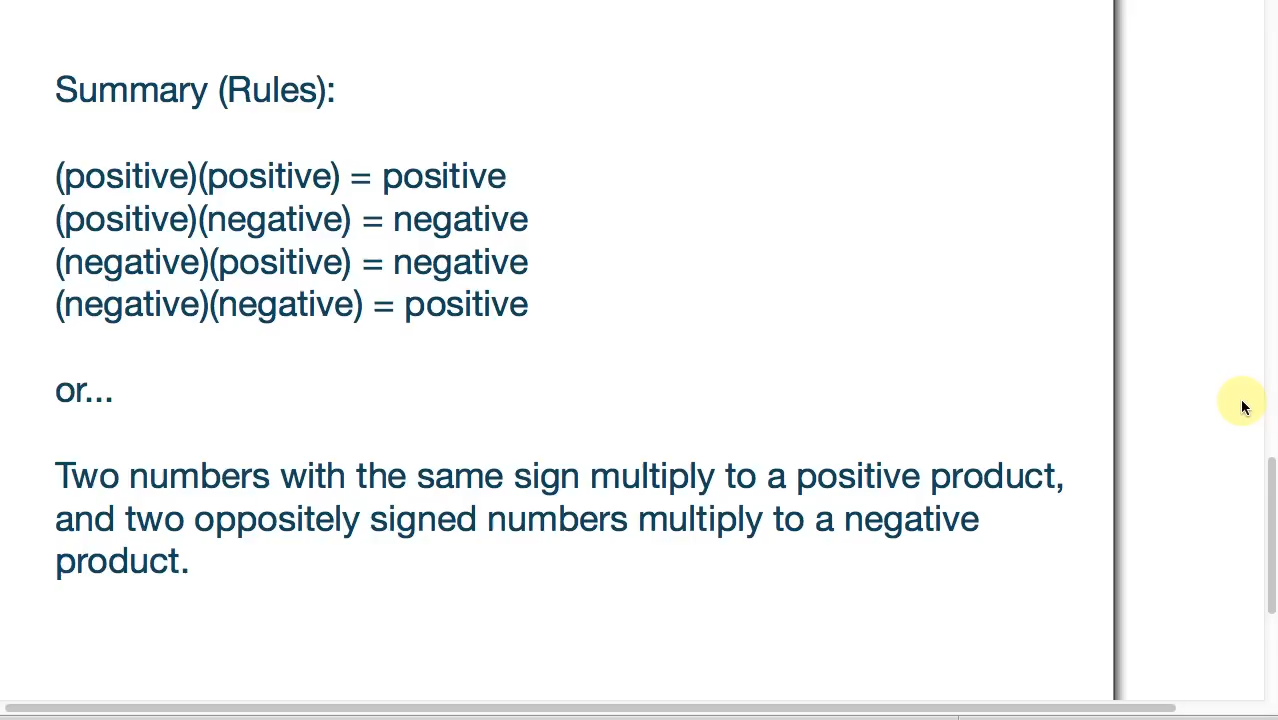 Summary (Rules):
(positive)(positive) = positive
(positive)(negative) = negative
(negative)(positive) = negative
(negative)(negative) = positive
or...
Two numbers with the same sign multiply to a positive product,
and two oppositely signed numbers multiply to a negative
product.